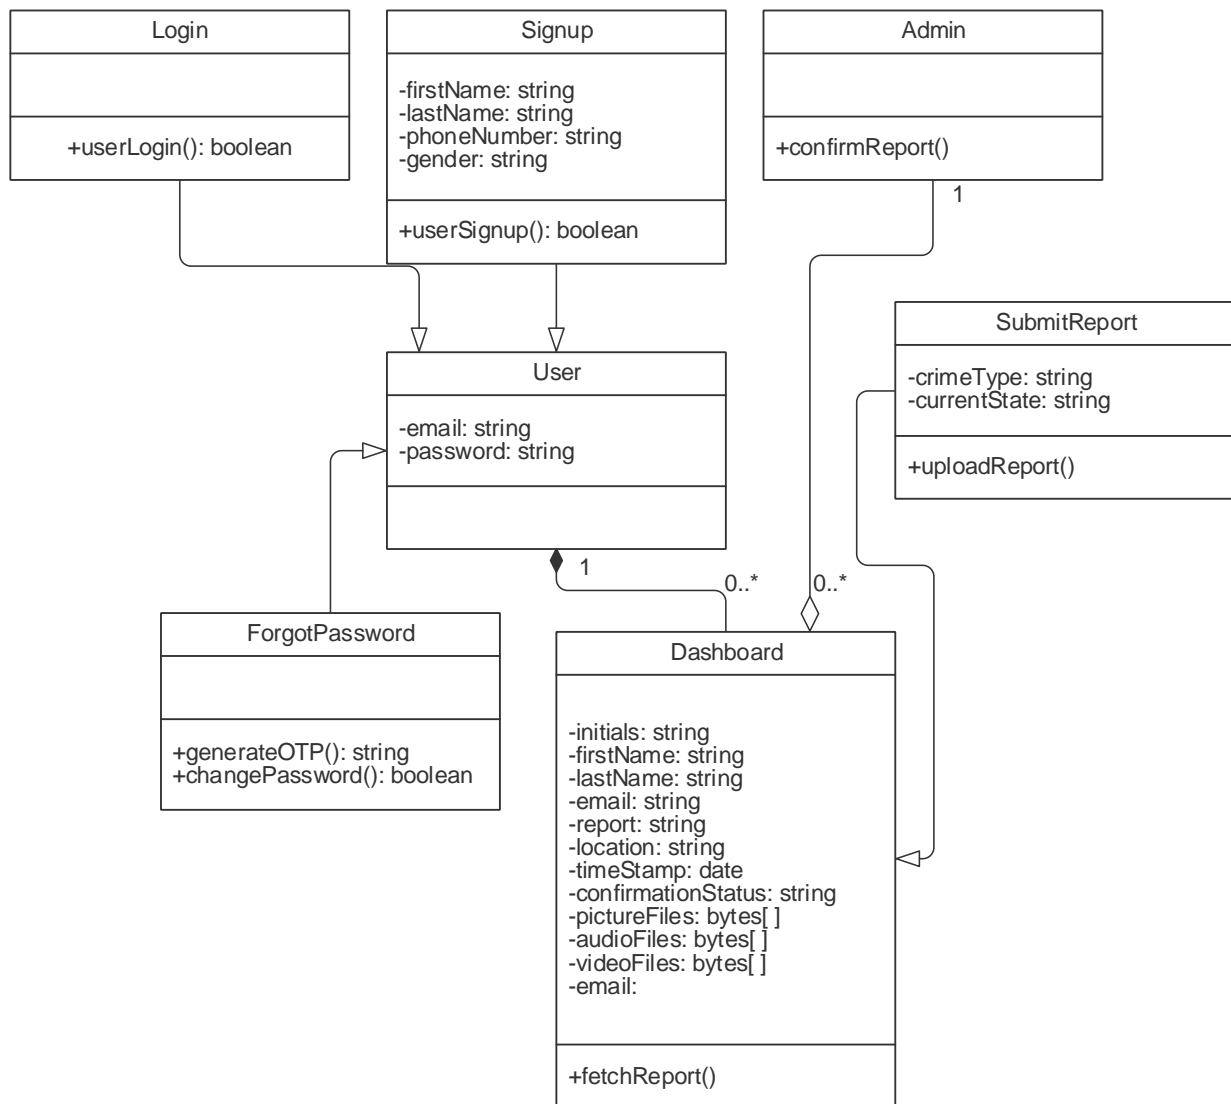 Login
+userLogin(): boolean
Signup
-firstName: string
-lastName: string
-phoneNumber: string
-gender: string
+userSignup(): boolean
Admin
+confirmReport()
1
SubmitReport
-crimeType: string
-currentState: string
+uploadReport()
User
-email: string
-password: string
1
0..*
0..*
ForgotPassword
+generateOTP(): string
+changePassword(): boolean
Dashboard
-initials: string
-firstName: string
-lastName: string
-email: string
-report: string
-location: string
-timeStamp: date
-confirmationStatus: string
-pictureFiles: bytes[ ]
-audioFiles: bytes[ ]
-videoFiles: bytes[ ]
-email:
+fetchReport()